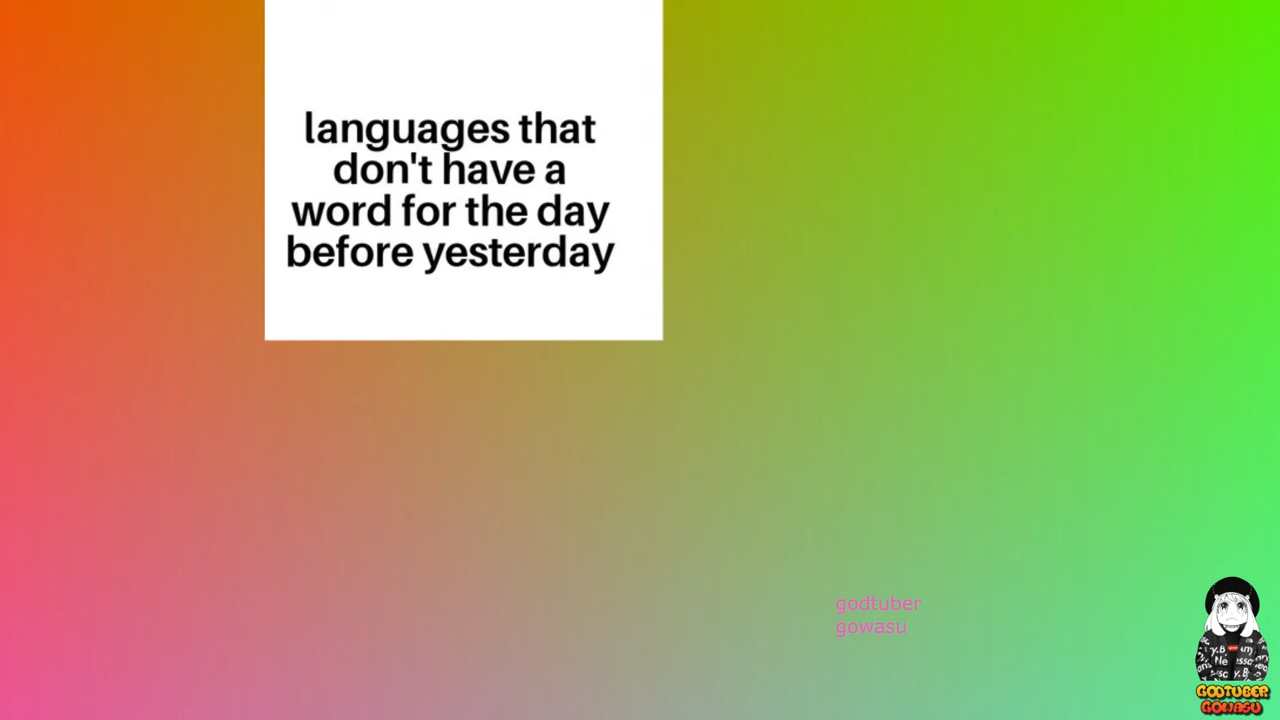 languages that
don't have a
word for the day
before yesterday
godtuber
gowasu
GODTUBER
GOWASU